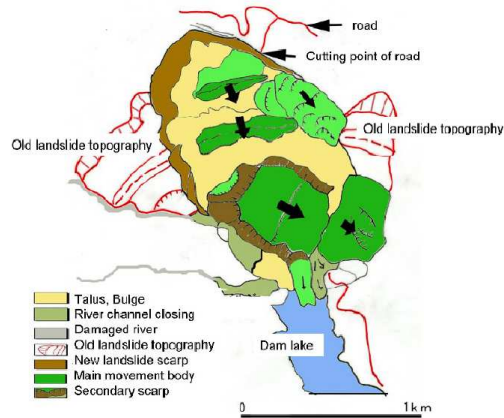 road
Cutting point of road
Old landslide topography
Old landslide topography
Talus, Bulge
River channel closing
Damaged river
Old landslide topography
New landslide scarp
Main movement body
Secondary scarp
Dam lake
0 1km